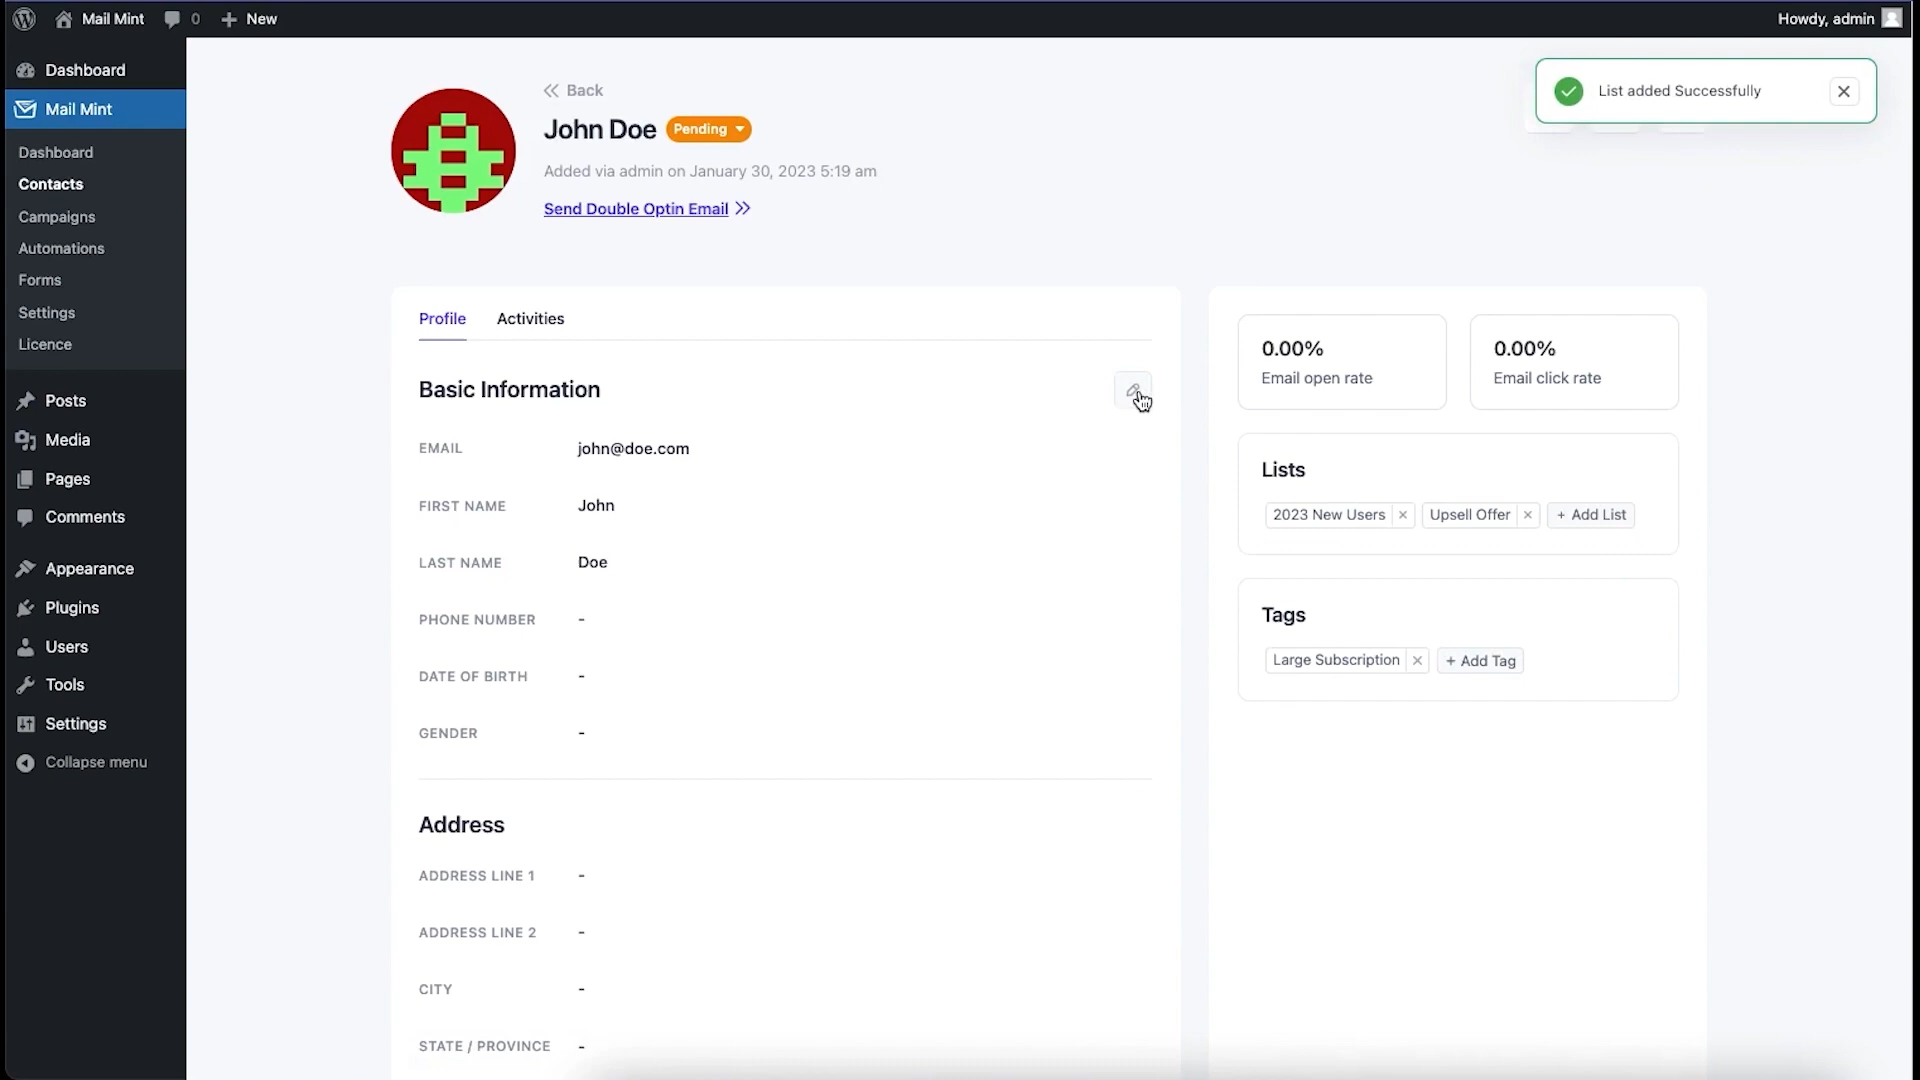 Mail Mint 0 + New
Howdy, admin
Dashboard
Mail Mint
Dashboard
Contacts
Campaigns
Automations
Forms
Settings
Licence
Posts
Media
Pages
Comments
Appearance
Plugins
Users
Tools
Settings
Collapse menu
Back
John Doe Pending
Added via admin on January 30, 2023 5:19 am
Send Double Optin Email
List added Successfully
Profile Activities
Basic Information
EMAIL john@doe.com
FIRST NAME John
LAST NAME Doe
PHONE NUMBER -
DATE OF BIRTH -
GENDER -
Address
ADDRESS LINE 1 -
ADDRESS LINE 2 -
CITY -
STATE / PROVINCE -
0.00%
Email open rate
0.00%
Email click rate
Lists
2023 New Users × Upsell Offer × + Add List
Tags
Large Subscription × + Add Tag